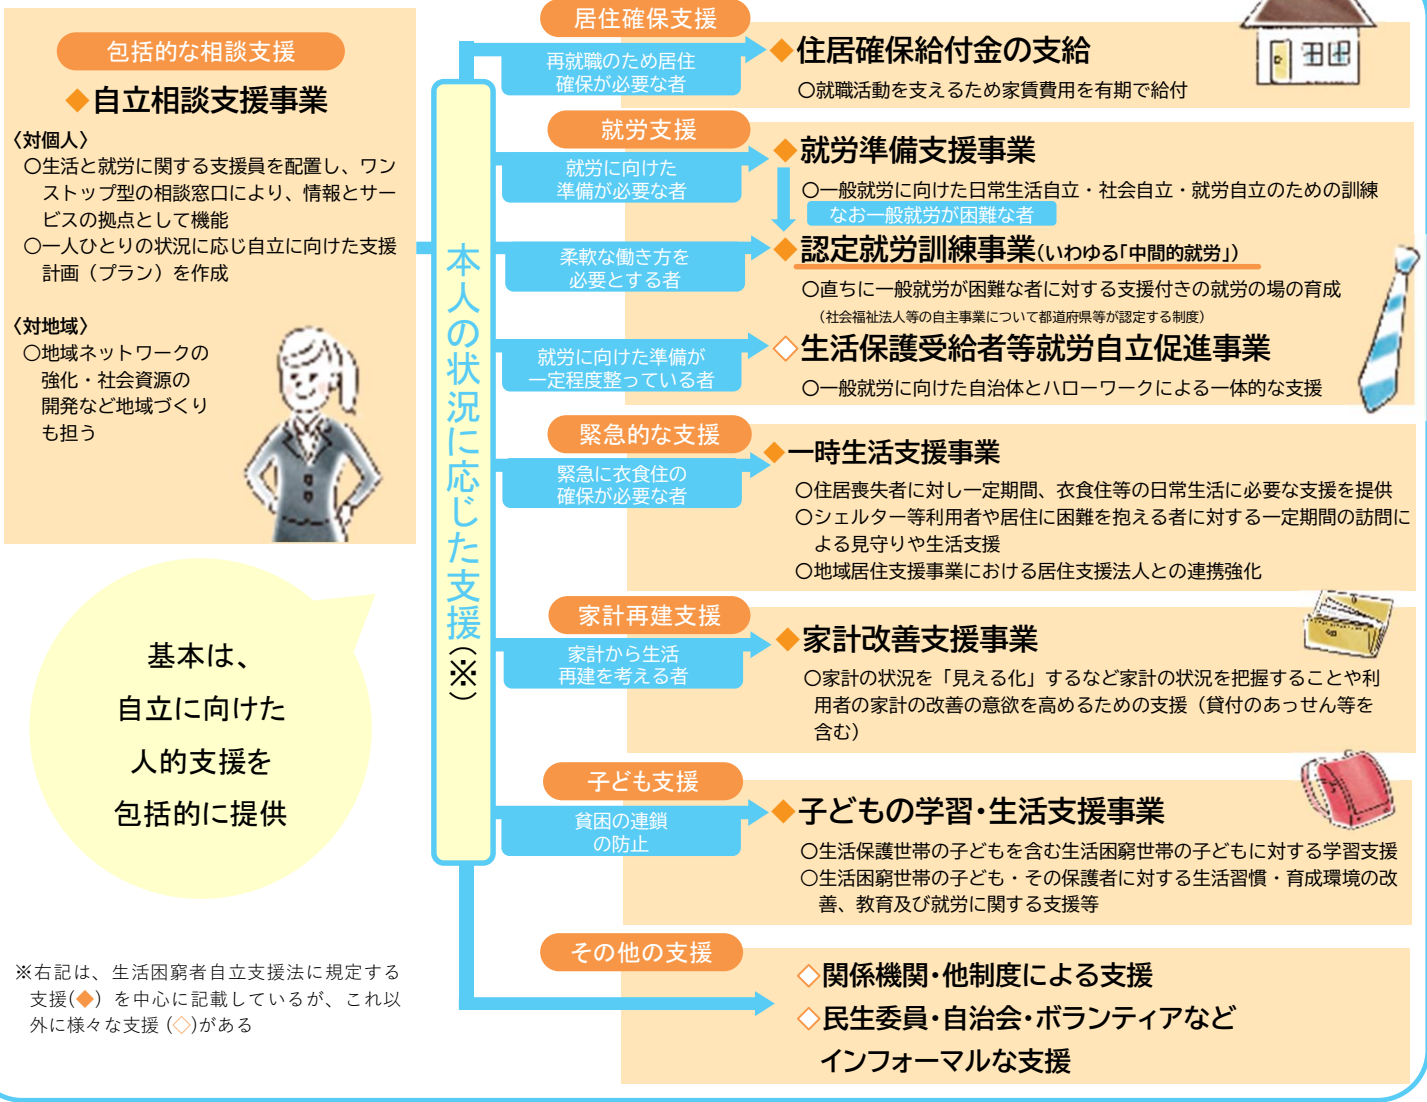 包括的な相談支援
◆自立相談支援事業
〈対個人〉
○生活と就労に関する支援員を配置し、ワン
ストップ型の相談窓口により、情報とサー
ビスの拠点として機能
○一人ひとりの状況に応じ自立に向けた支援
計画（プラン）を作成
〈対地域〉
○地域ネットワークの
強化・社会資源の
開発など地域づくり
も担う
基本は、
自立に向けた
人的支援を
包括的に提供
※右記は、生活困窮者自立支援法に規定する
支援(◆）を中心に記載しているが、これ以
外に様々な支援（◇)がある
本人の状況に応じた支援（※）
居住確保支援
再就職のため居住
確保が必要な者
◆住居確保給付金の支給
○就職活動を支えるため家賃費用を有期で給付
就労支援
就労に向けた
準備が必要な者
◆就労準備支援事業
○一般就労に向けた日常生活自立・社会自立・就労自立のための訓練
なお一般就労が困難な者
柔軟な働き方を
必要とする者
◆認定就労訓練事業(いわゆる「中間的就労」)
○直ちに一般就労が困難な者に対する支援付きの就労の場の育成
（社会福祉法人等の自主事業について都道府県等が認定する制度）
就労に向けた準備が
一定程度整っている者
◇生活保護受給者等就労自立促進事業
○一般就労に向けた自治体とハローワークによる一体的な支援
緊急的な支援
緊急に衣食住の
確保が必要な者
◆一時生活支援事業
○住居喪失者に対し一定期間、衣食住等の日常生活に必要な支援を提供
○シェルター等利用者や居住に困難を抱える者に対する一定期間の訪問に
よる見守りや生活支援
○地域居住支援事業における居住支援法人との連携強化
家計再建支援
家計から生活
再建を考える者
◆家計改善支援事業
○家計の状況を「見える化」するなど家計の状況を把握することや利
用者の家計の改善の意欲を高めるための支援（貸付のあっせん等を
含む）
子ども支援
貧困の連鎖
の防止
◆子どもの学習・生活支援事業
○生活保護世帯の子どもを含む生活困窮世帯の子どもに対する学習支援
○生活困窮世帯の子ども・その保護者に対する生活習慣・育成環境の改
善、教育及び就労に関する支援等
その他の支援
◇関係機関・他制度による支援
◇民生委員・自治会・ボランティアなど
インフォーマルな支援